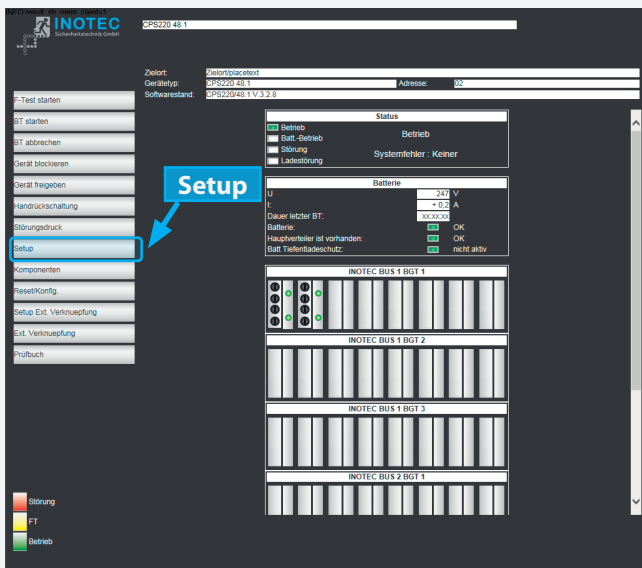 INFO result_sb_mem_client=1
INOTEC
Sicherheitstechnik GmbH
CPS220 48.1
Zielort: Zielort/placetext
Gerätetyp: CPS220 48.1 Adresse: 02
Softwarestand: CPS220/48.1 V.3.2.8
F-Test starten
BT starten
BT abbrechen
Gerät blockieren
Gerät freigeben
Handrückschaltung
Störungsdruck
Setup
Komponenten
Reset/Konfig.
Setup Ext. Verknuepfung
Ext. Verknuepfung
Prüfbuch
Setup
Status
Betrieb
Batt.-Betrieb
Störung
Ladestörung
Betrieb
Systemfehler : Keiner
Batterie
U 247 V
I: + 0,2 A
Dauer letzter BT: xx:xx:xx
Batterie: OK
Hauptverteiler ist vorhanden: OK
Batt Tiefentladeschutz: nicht aktiv
INOTEC BUS 1 BGT 1
INOTEC BUS 1 BGT 2
INOTEC BUS 1 BGT 3
INOTEC BUS 2 BGT 1
Störung
FT
Betrieb